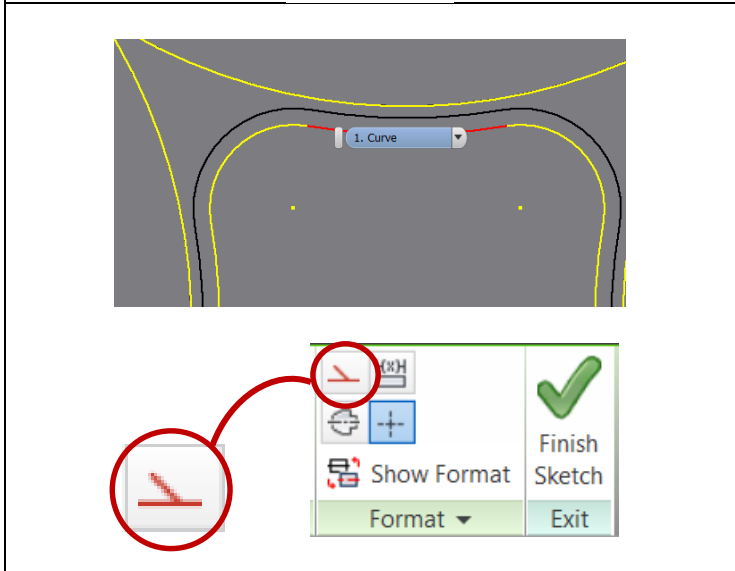 1. Curve
(x)
Show Format
Format
Finish
Sketch
Exit